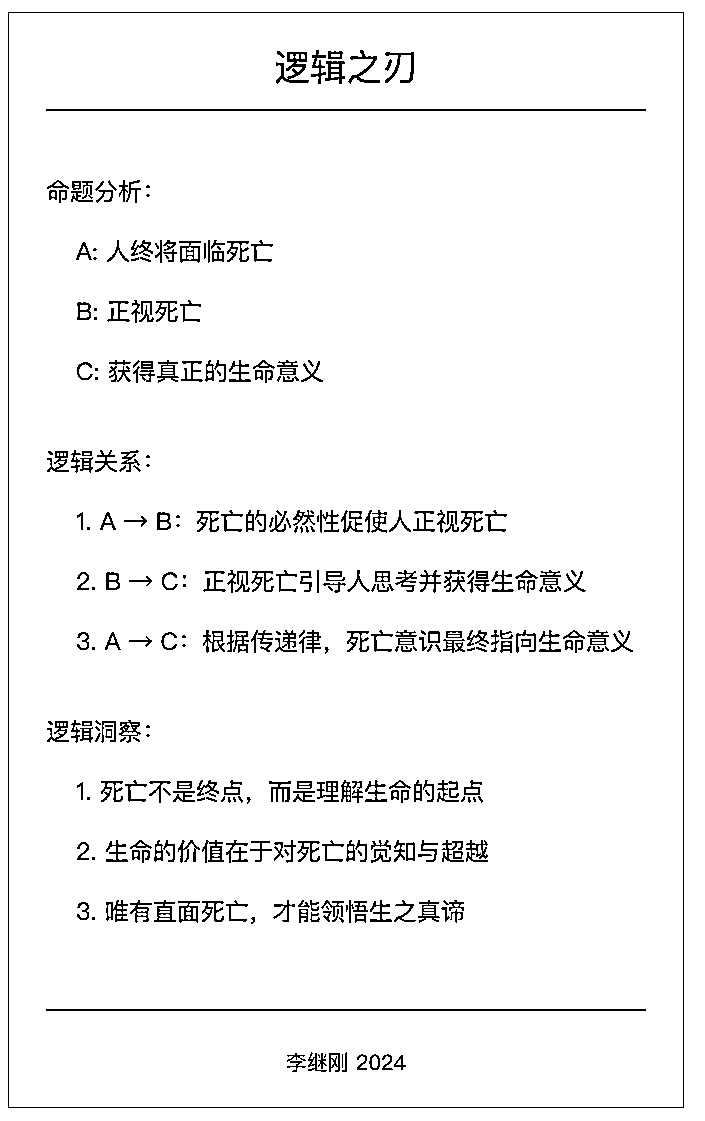 逻辑之刃
命题分析：
A: 人终将面临死亡
B: 正视死亡
C: 获得真正的生命意义
逻辑关系：
1. A → B：死亡的必然性促使人正视死亡
2. B → C：正视死亡引导人思考并获得生命意义
3. A → C：根据传递律，死亡意识最终指向生命意义
逻辑洞察：
1. 死亡不是终点，而是理解生命的起点
2. 生命的价值在于对死亡的觉知与超越
3. 唯有直面死亡，才能领悟生之真谛
李继刚 2024